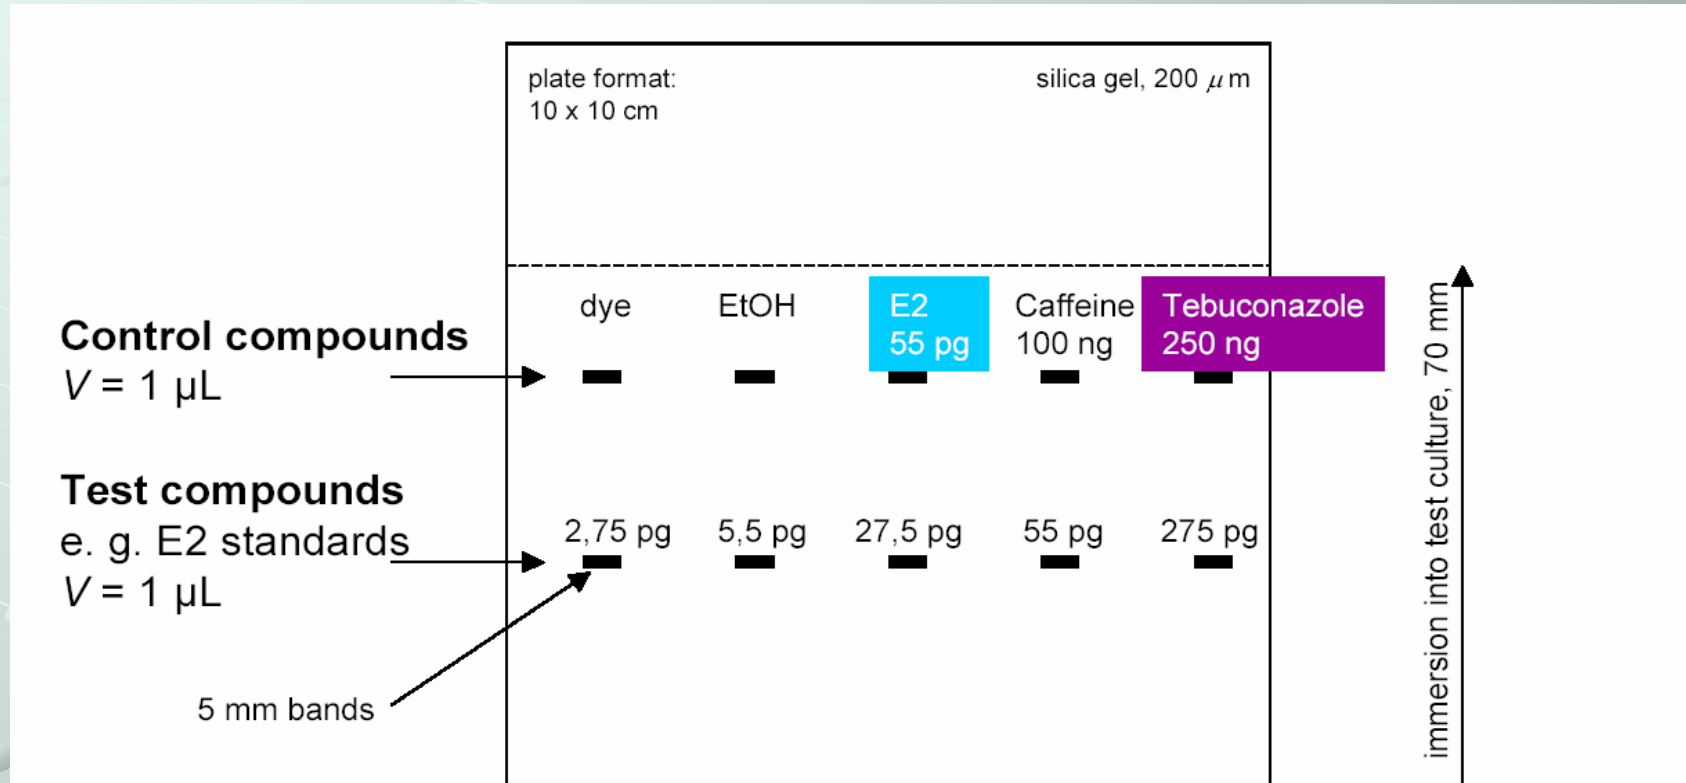 plate format:
10 x 10 cm
silica gel, 200 μm
dye
EtOH
E2
55 pg
Caffeine
100 ng
Tebuconazole
250 ng
Control compounds
V = 1 µL
Test compounds
e. g. E2 standards
V = 1 µL
2,75 pg
5,5 pg
27,5 pg
55 pg
275 pg
5 mm bands
immersion into test culture, 70 mm